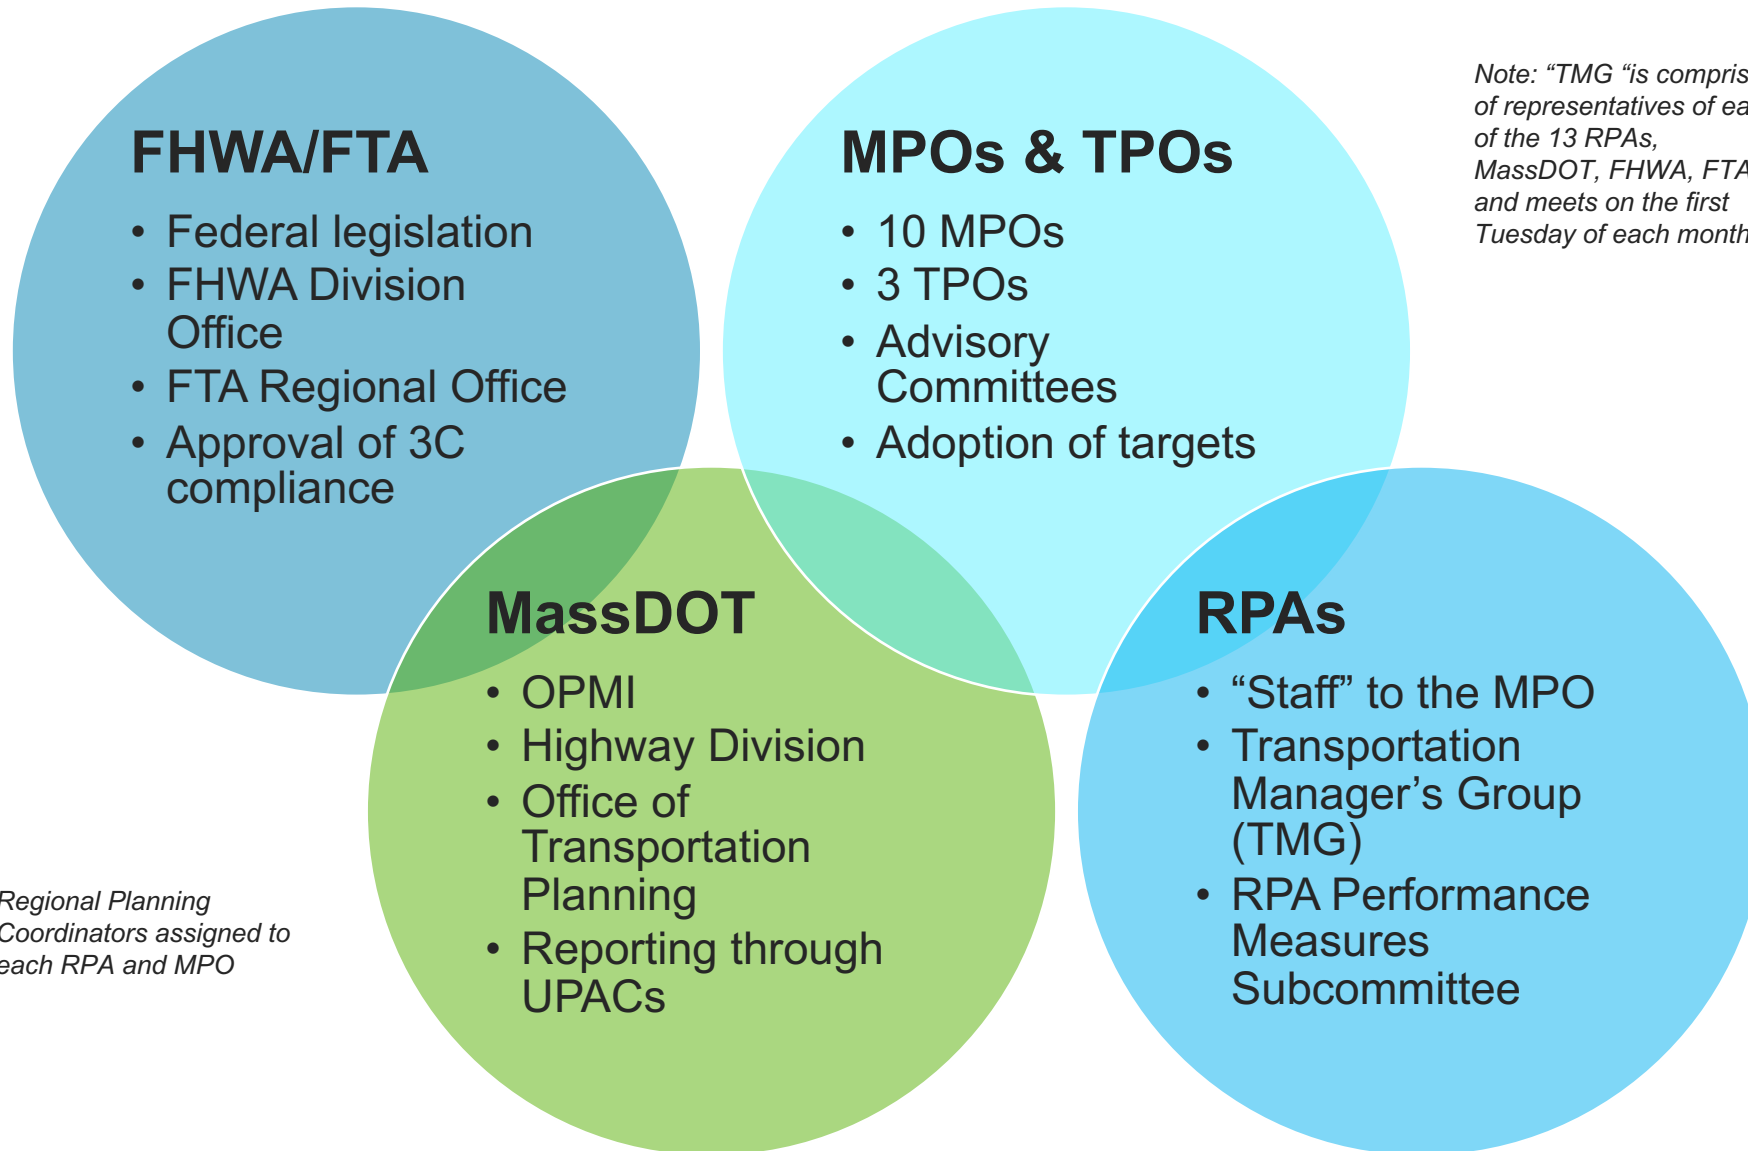 FHWA/FTA
• Federal legislation
• FHWA Division
Office
• FTA Regional Office
• Approval of 3C
compliance
MPOs & TPOs
• 10 MPOs
• 3 TPOs
• Advisory
Committees
• Adoption of targets
Note: “TMG “is compris
of representatives of ea
of the 13 RPAs,
MassDOT, FHWA, FTA
and meets on the first
Tuesday of each month
MassDOT
• OPMI
• Highway Division
• Office of
Transportation
Planning
• Reporting through
UPACs
RPAs
• “Staff” to the MPO
• Transportation
Manager’s Group
(TMG)
• RPA Performance
Measures
Subcommittee
Regional Planning
Coordinators assigned to
each RPA and MPO